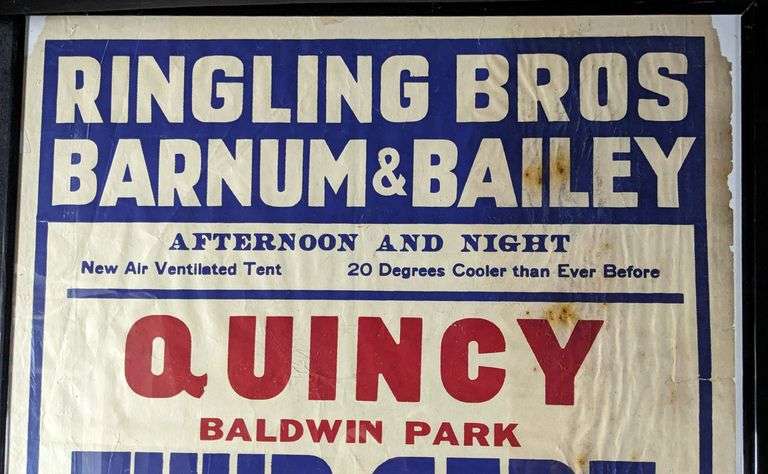 RINGLING BROS
BARNUM & BAILEY
AFTERNOON AND NIGHT
New Air Ventilated Tent 20 Degrees Cooler than Ever Before
QUINCY
BALDWIN PARK